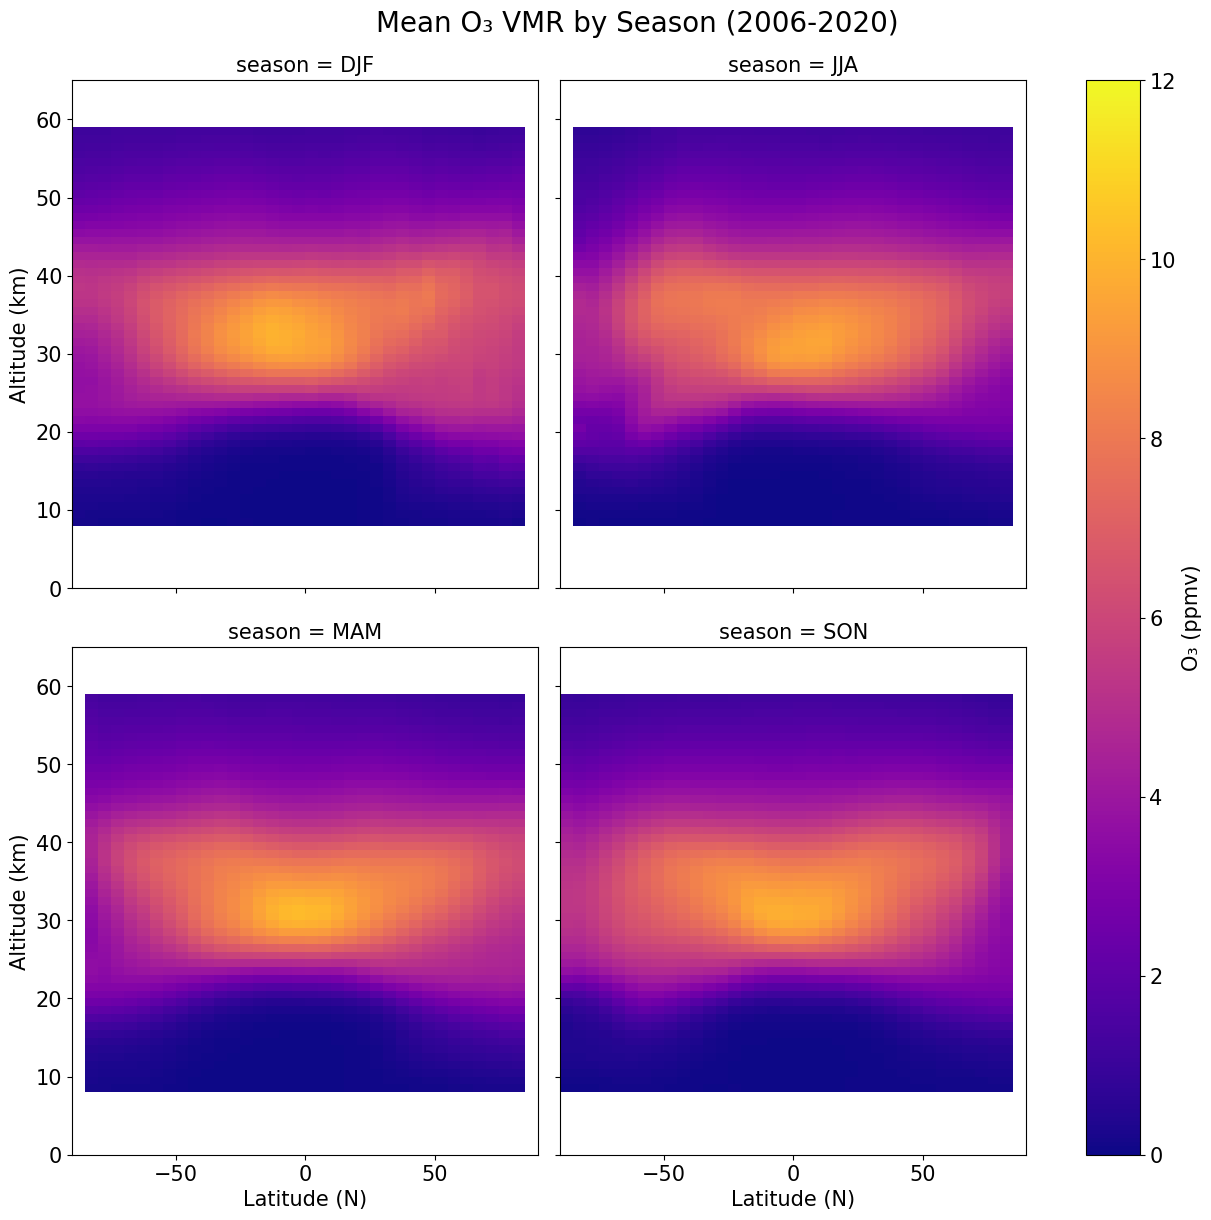 Mean O₃ VMR by Season (2006-2020)
season = DJF
season = JJA
60
50
40
30
20
10
0
Altitude (km)
season = MAM
season = SON
60
50
40
30
20
10
0
Altitude (km)
−50
0
50
−50
0
50
Latitude (N)
Latitude (N)
12
10
8
6
4
2
0
O₃ (ppmv)